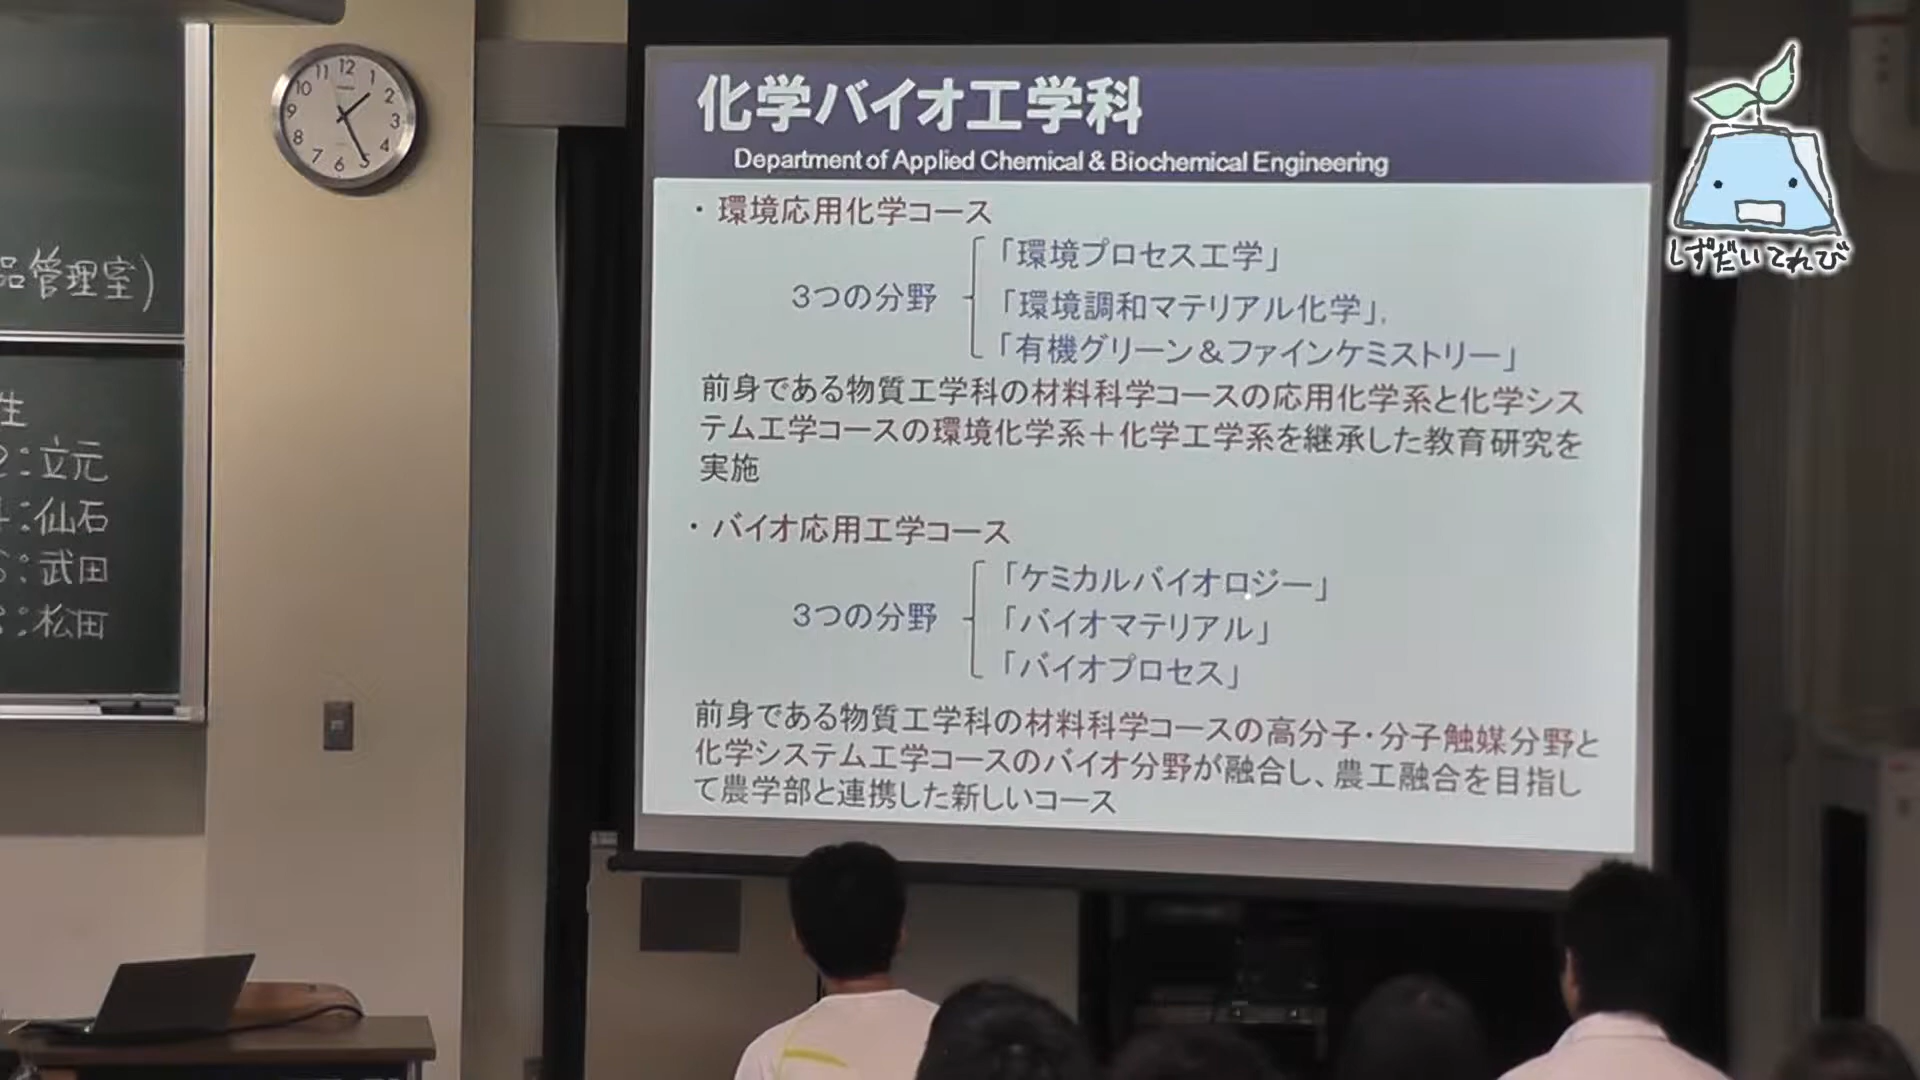 化学バイオ工学科
Department of Applied Chemical & Biochemical Engineering
・環境応用化学コース
3つの分野
「環境プロセス工学」
「環境調和マテリアル化学」,
「有機グリーン&ファインケミストリー」
前身である物質工学科の材料科学コースの応用化学系と化学シス
テム工学コースの環境化学系+化学工学系を継承した教育研究を
実施
・バイオ応用工学コース
3つの分野
「ケミカルバイオロジー」
「バイオマテリアル」
「バイオプロセス」
前身である物質工学科の材料科学コースの高分子・分子触媒分野と
化学システム工学コースのバイオ分野が融合し、農工融合を目指し
て農学部と連携した新しいコース
しずだいてれび
品管理室)
生
:立元
:仙石
:武田
:松田
12
1
2
3
4
5
6
7
8
9
10
11